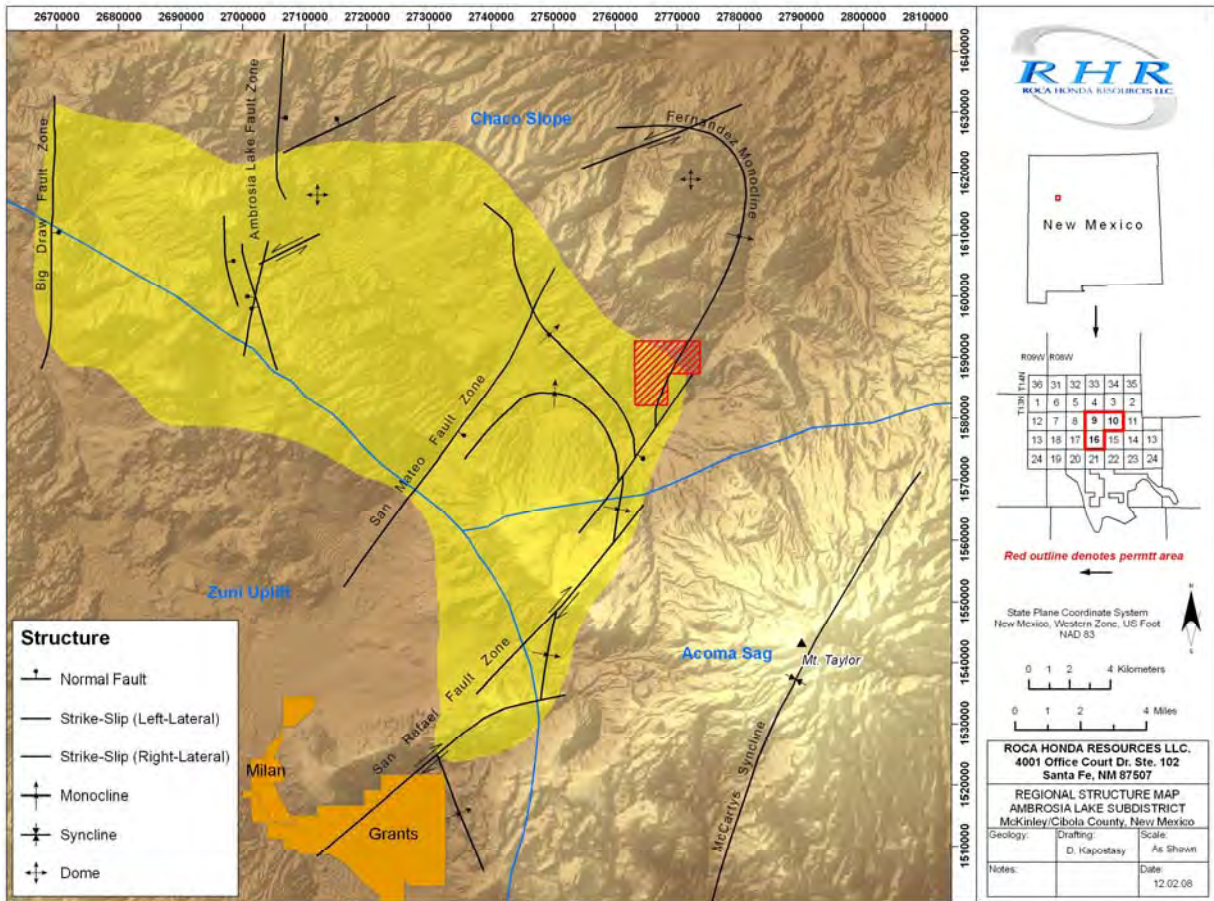 2670000 2680000 2690000 2700000 2710000 2720000 2730000 2740000 2750000 2760000 2770000 2780000 2790000 2800000 2810000
1640000
1630000
1620000
1610000
1600000
1590000
1580000
1570000
1560000
1550000
1540000
1530000
1520000
1510000
Big Draw Fault Zone
Ambrosia Lake Fault Zone
Chaco Slope
Fernandez Monocline
San Mateo Fault Zone
Zuni Uplift
Acoma Sag
Mt. Taylor
San Rafael Fault Zone
McCartys Syncline
Milan
Grants
Structure
Normal Fault
Strike-Slip (Left-Lateral)
Strike-Slip (Right-Lateral)
Monocline
Syncline
Dome
RHR
ROCA HONDA RESOURCES LLC
New Mexico
R09W R08W
T14N
T13N
36 31 32 33 34 35
1 6 5 4 3 2
12 7 8 9 10 11
13 18 17 16 15 14 13
24 19 20 21 22 23 24
Red outline denotes permtt area
N
S
State Plane Coordinate System
New Mexico, Western Zone, US Foot
NAD 83
0 1 2 4 Kilometers
0 1 2 4 Miles
ROCA HONDA RESOURCES LLC.
4001 Office Court Dr. Ste. 102
Santa Fe, NM 87507
REGIONAL STRUCTURE MAP
AMBROSIA LAKE SUBDISTRICT
McKinley/Cibola County, New Mexico
Geology:
Drafting:
D. Kapostasy
Scale:
As Shown
Notes:
Date:
12.02.08